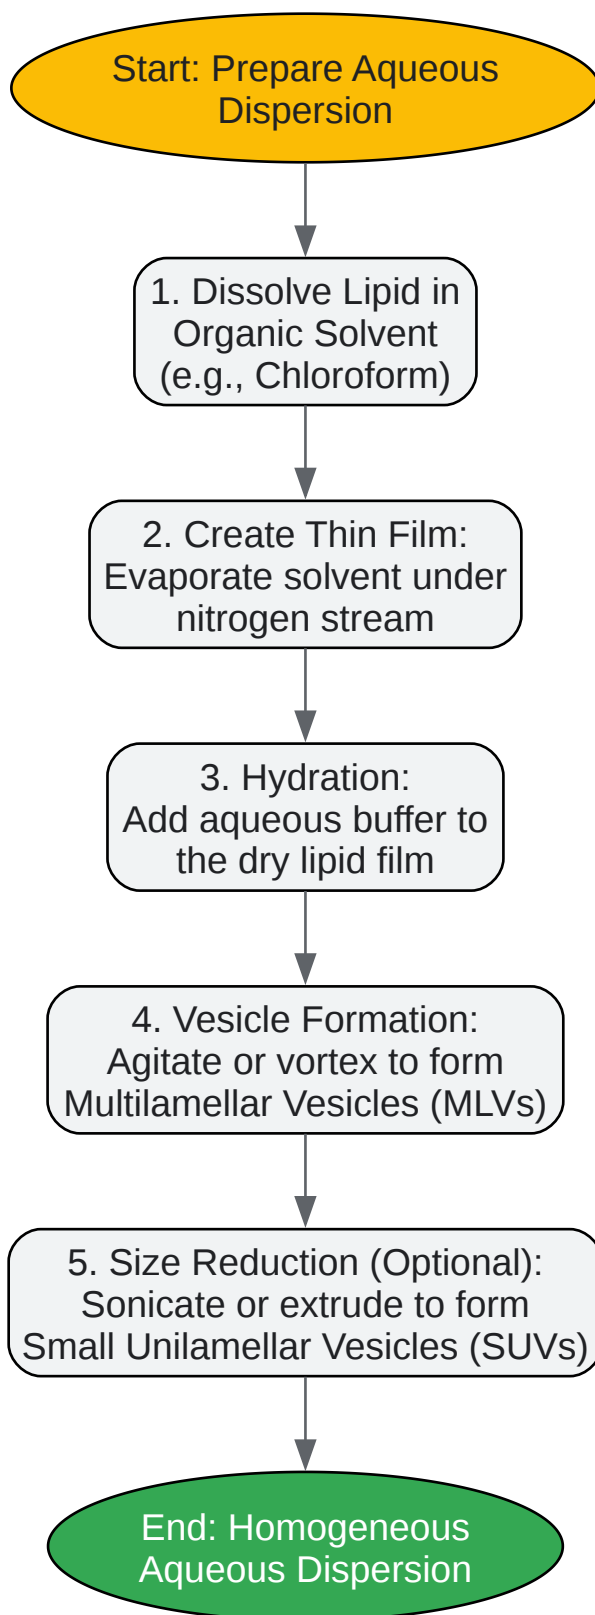 Start: Prepare Aqueous
Dispersion
1. Dissolve Lipid in
Organic Solvent
(e.g., Chloroform)
2. Create Thin Film:
Evaporate solvent under
nitrogen stream
3. Hydration:
Add aqueous buffer to
the dry lipid film
4. Vesicle Formation:
Agitate or vortex to form
Multilamellar Vesicles (MLVs)
5. Size Reduction (Optional):
Sonicate or extrude to form
Small Unilamellar Vesicles (SUVs)
End: Homogeneous
Aqueous Dispersion